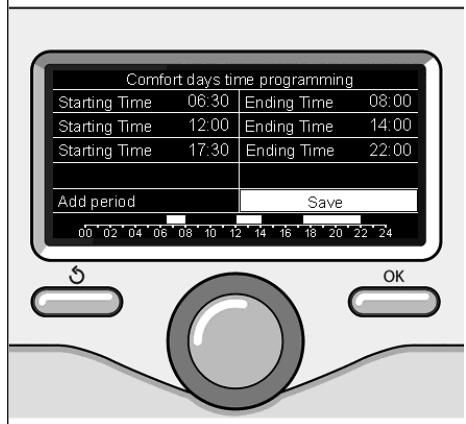 Comfort days time programming
Starting Time 06:30 Ending Time 08:00
Starting Time 12:00 Ending Time 14:00
Starting Time 17:30 Ending Time 22:00
Add period Save
00 02 04 06 08 10 12 14 16 18 20 22 24
OK